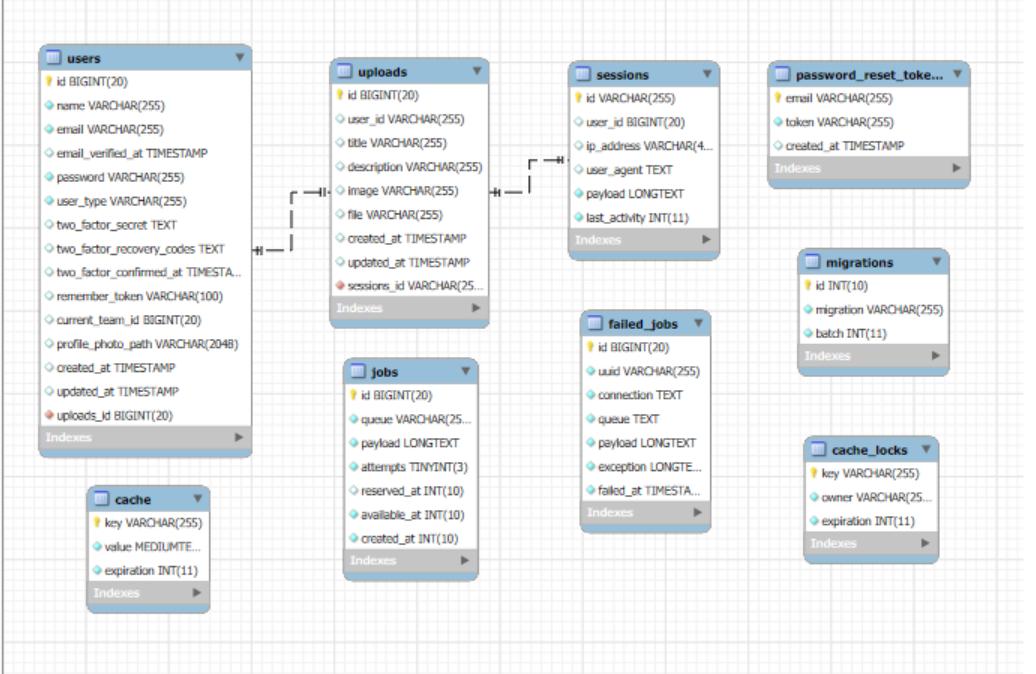 users
id BIGINT(20)
name VARCHAR(255)
email VARCHAR(255)
email_verified_at TIMESTAMP
password VARCHAR(255)
user_type VARCHAR(255)
two_factor_secret TEXT
two_factor_recovery_codes TEXT
two_factor_confirmed_at TIMESTA...
remember_token VARCHAR(100)
current_team_id BIGINT(20)
profile_photo_path VARCHAR(2048)
created_at TIMESTAMP
updated_at TIMESTAMP
uploads_id BIGINT(20)
Indexes
uploads
id BIGINT(20)
user_id VARCHAR(255)
title VARCHAR(255)
description VARCHAR(255)
image VARCHAR(255)
file VARCHAR(255)
created_at TIMESTAMP
updated_at TIMESTAMP
sessions_id VARCHAR(25...
Indexes
sessions
id VARCHAR(255)
user_id BIGINT(20)
ip_address VARCHAR(4...
user_agent TEXT
payload LONGTEXT
last_activity INT(11)
Indexes
password_reset_toke...
email VARCHAR(255)
token VARCHAR(255)
created_at TIMESTAMP
Indexes
migrations
id INT(10)
migration VARCHAR(255)
batch INT(11)
Indexes
failed_jobs
id BIGINT(20)
uuid VARCHAR(255)
connection TEXT
queue TEXT
payload LONGTEXT
exception LONGTE...
failed_at TIMESTA...
Indexes
jobs
id BIGINT(20)
queue VARCHAR(25...
payload LONGTEXT
attempts TINYINT(3)
reserved_at INT(10)
available_at INT(10)
created_at INT(10)
Indexes
cache_locks
key VARCHAR(255)
owner VARCHAR(25...
expiration INT(11)
Indexes
cache
key VARCHAR(255)
value MEDIUMTE...
expiration INT(11)
Indexes